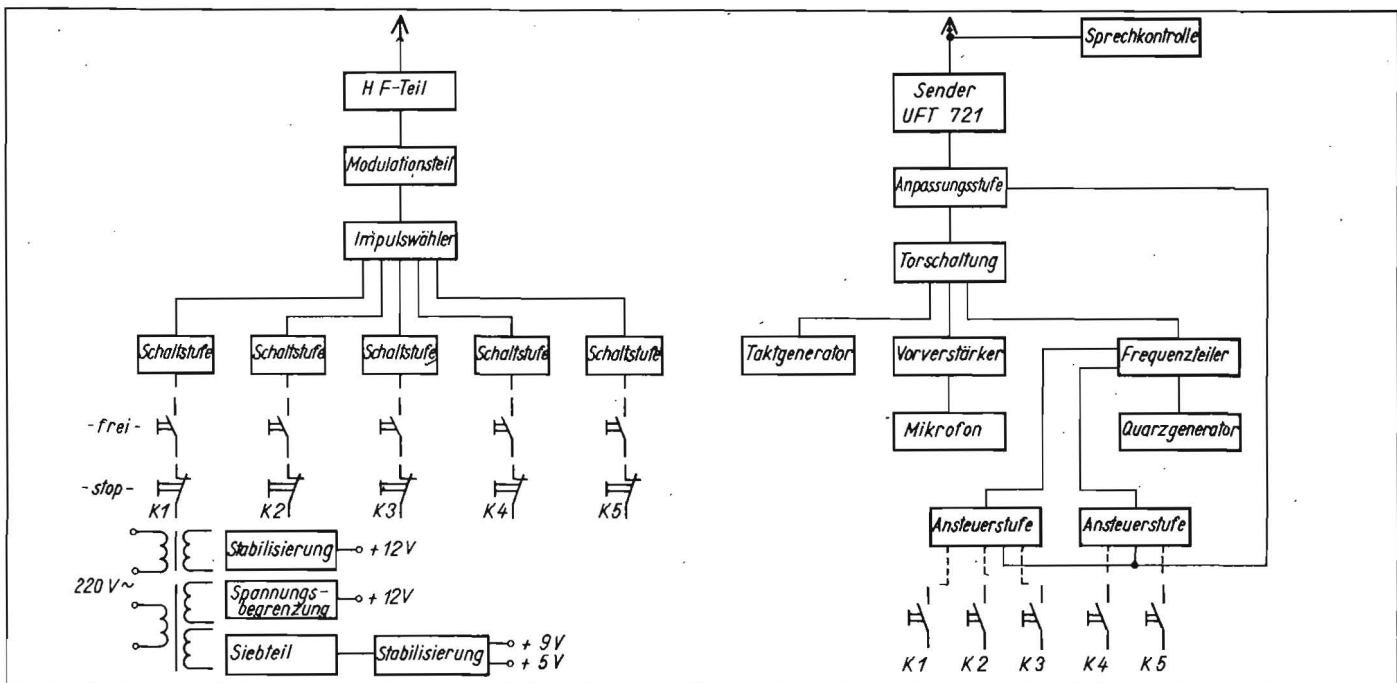 HF-Teil
Modulationsteil
Impulswähler
Schaltstufe Schaltstufe Schaltstufe Schaltstufe Schaltstufe
-frei-
-stop-
K1 K2 K3 K4 K5
220 V~
Stabilisierung
+ 12 V
Spannungs-
begrenzung
+ 12V
Siebteil
Stabilisierung
+ 9V
+ 5V
Sprechkontrolle
Sender
UFT 721
Anpassungsstufe
Torschaltung
Taktgenerator Vorverstärker Frequenzteiler
Mikrofon Quarzgenerator
Ansteuerstufe Ansteuerstufe
K1 K2 K3 K4 K5